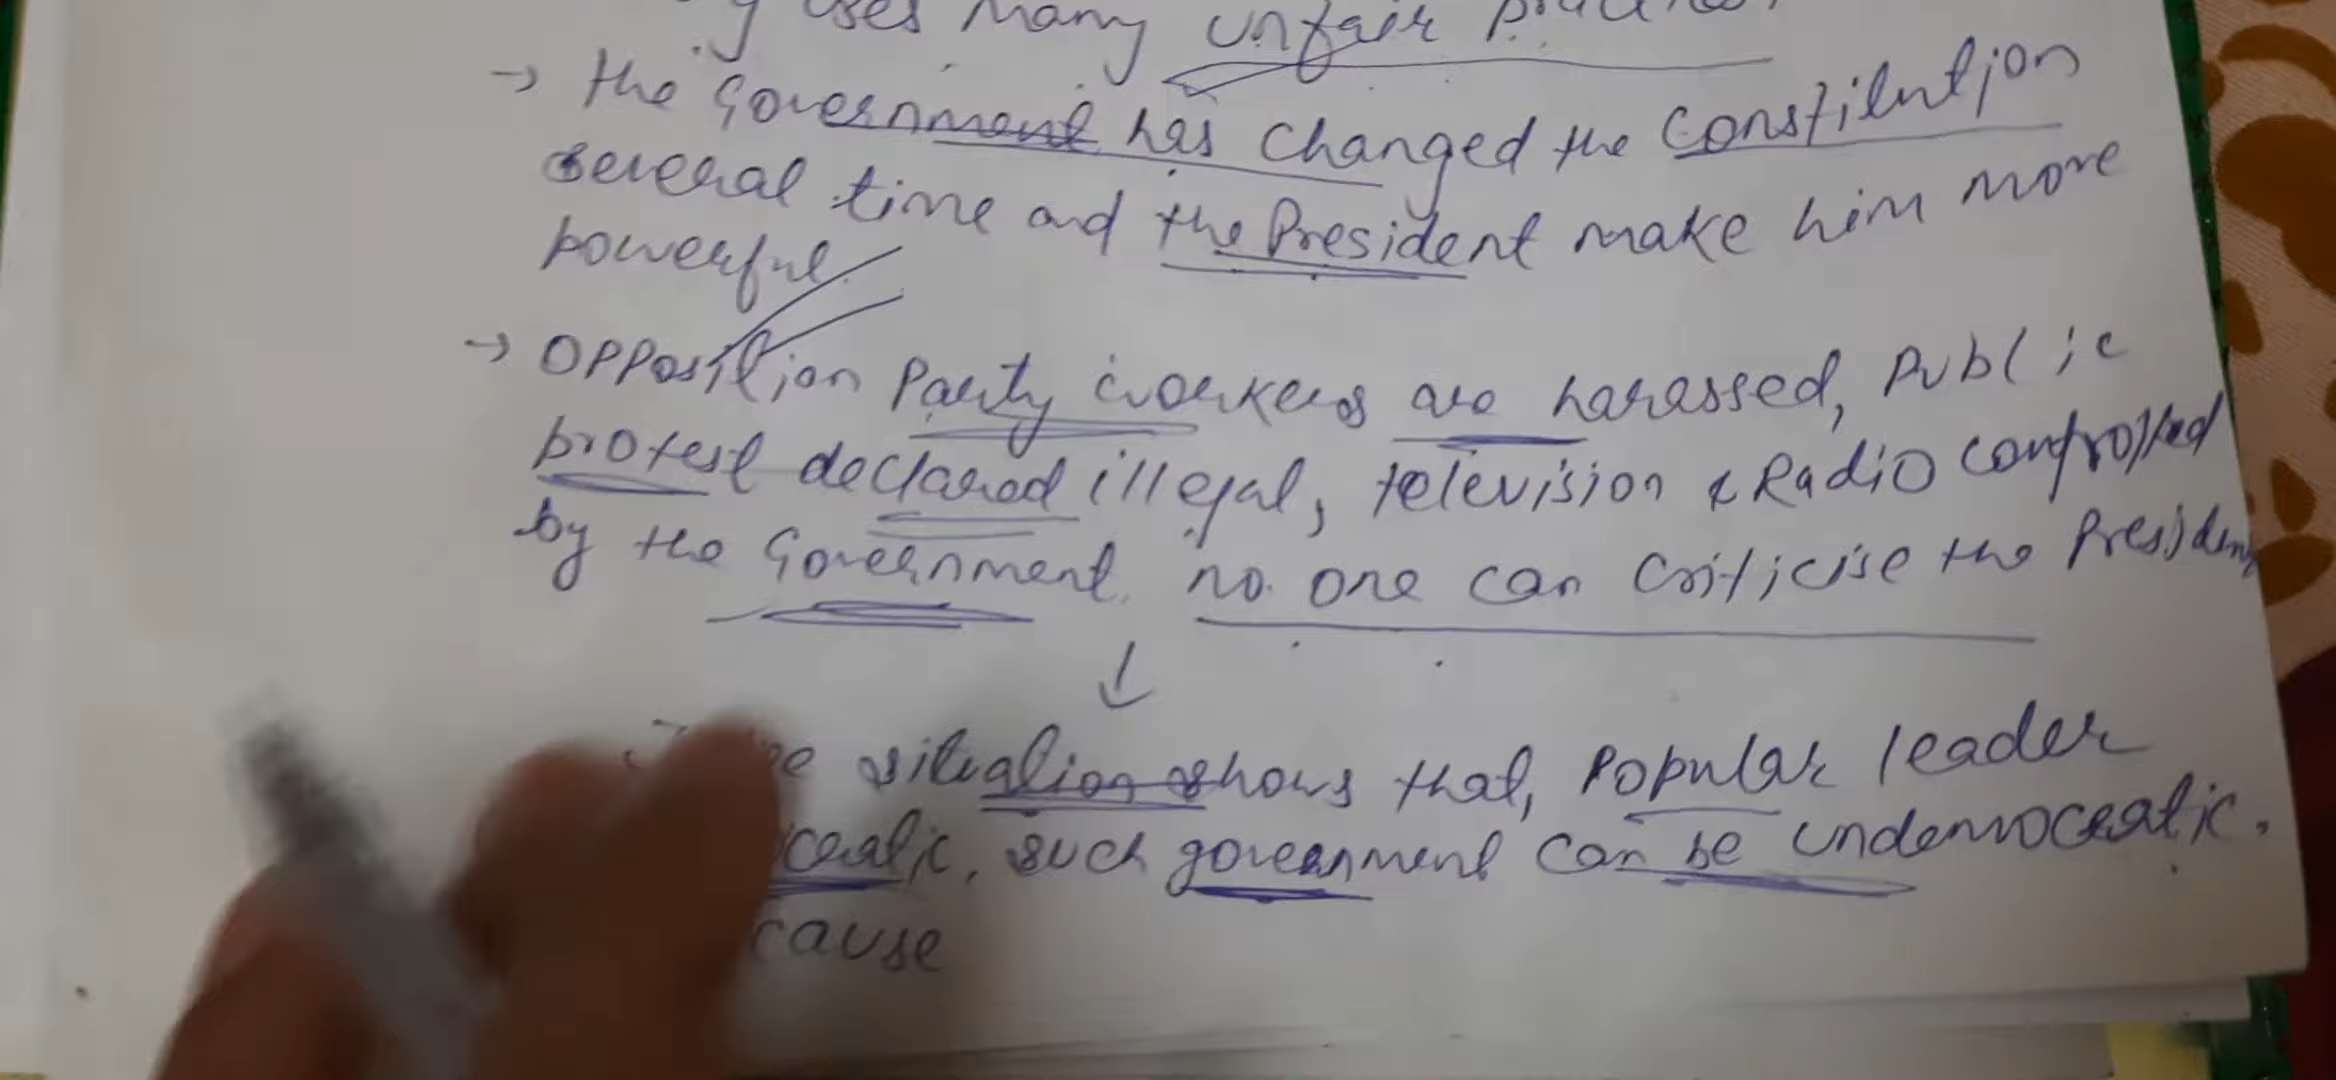 uses many unfair
→ the Government has changed the Constitution
several time and the President make him more
powerful.
→ Opposition Party workers are harassed, Public
protest declared illegal, television & Radio controlled
by the Government. no one can criticise the President
↓
situation shows that, Popular leader
such government can be undemocratic.
cause